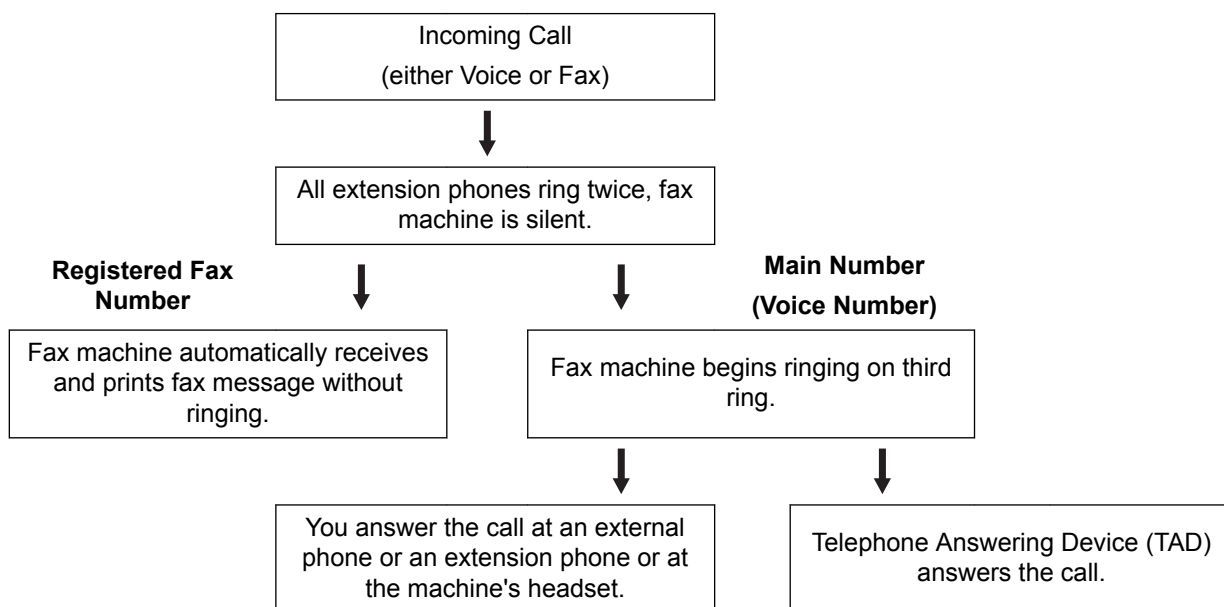 Incoming Call
(either Voice or Fax)
All extension phones ring twice, fax
machine is silent.
Registered Fax
Number
Main Number
(Voice Number)
Fax machine automatically receives
and prints fax message without
ringing.
Fax machine begins ringing on third
ring.
You answer the call at an external
phone or an extension phone or at
the machine's headset.
Telephone Answering Device (TAD)
answers the call.